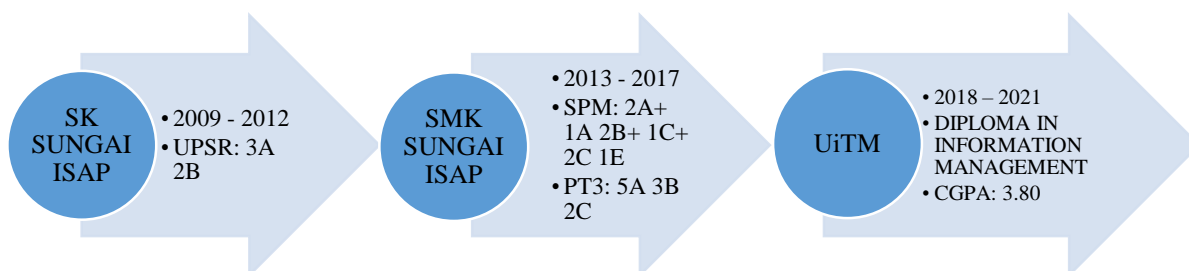 SK
SUNGAI
ISAP
• 2009 - 2012
• UPSR: 3A
2B
SMK
SUNGAI
ISAP
• 2013 - 2017
• SPM: 2A+
1A 2B+ 1C+
2C 1E
• PT3: 5A 3B
2C
UiTM
• 2018 – 2021
• DIPLOMA IN
INFORMATION
MANAGEMENT
• CGPA: 3.80